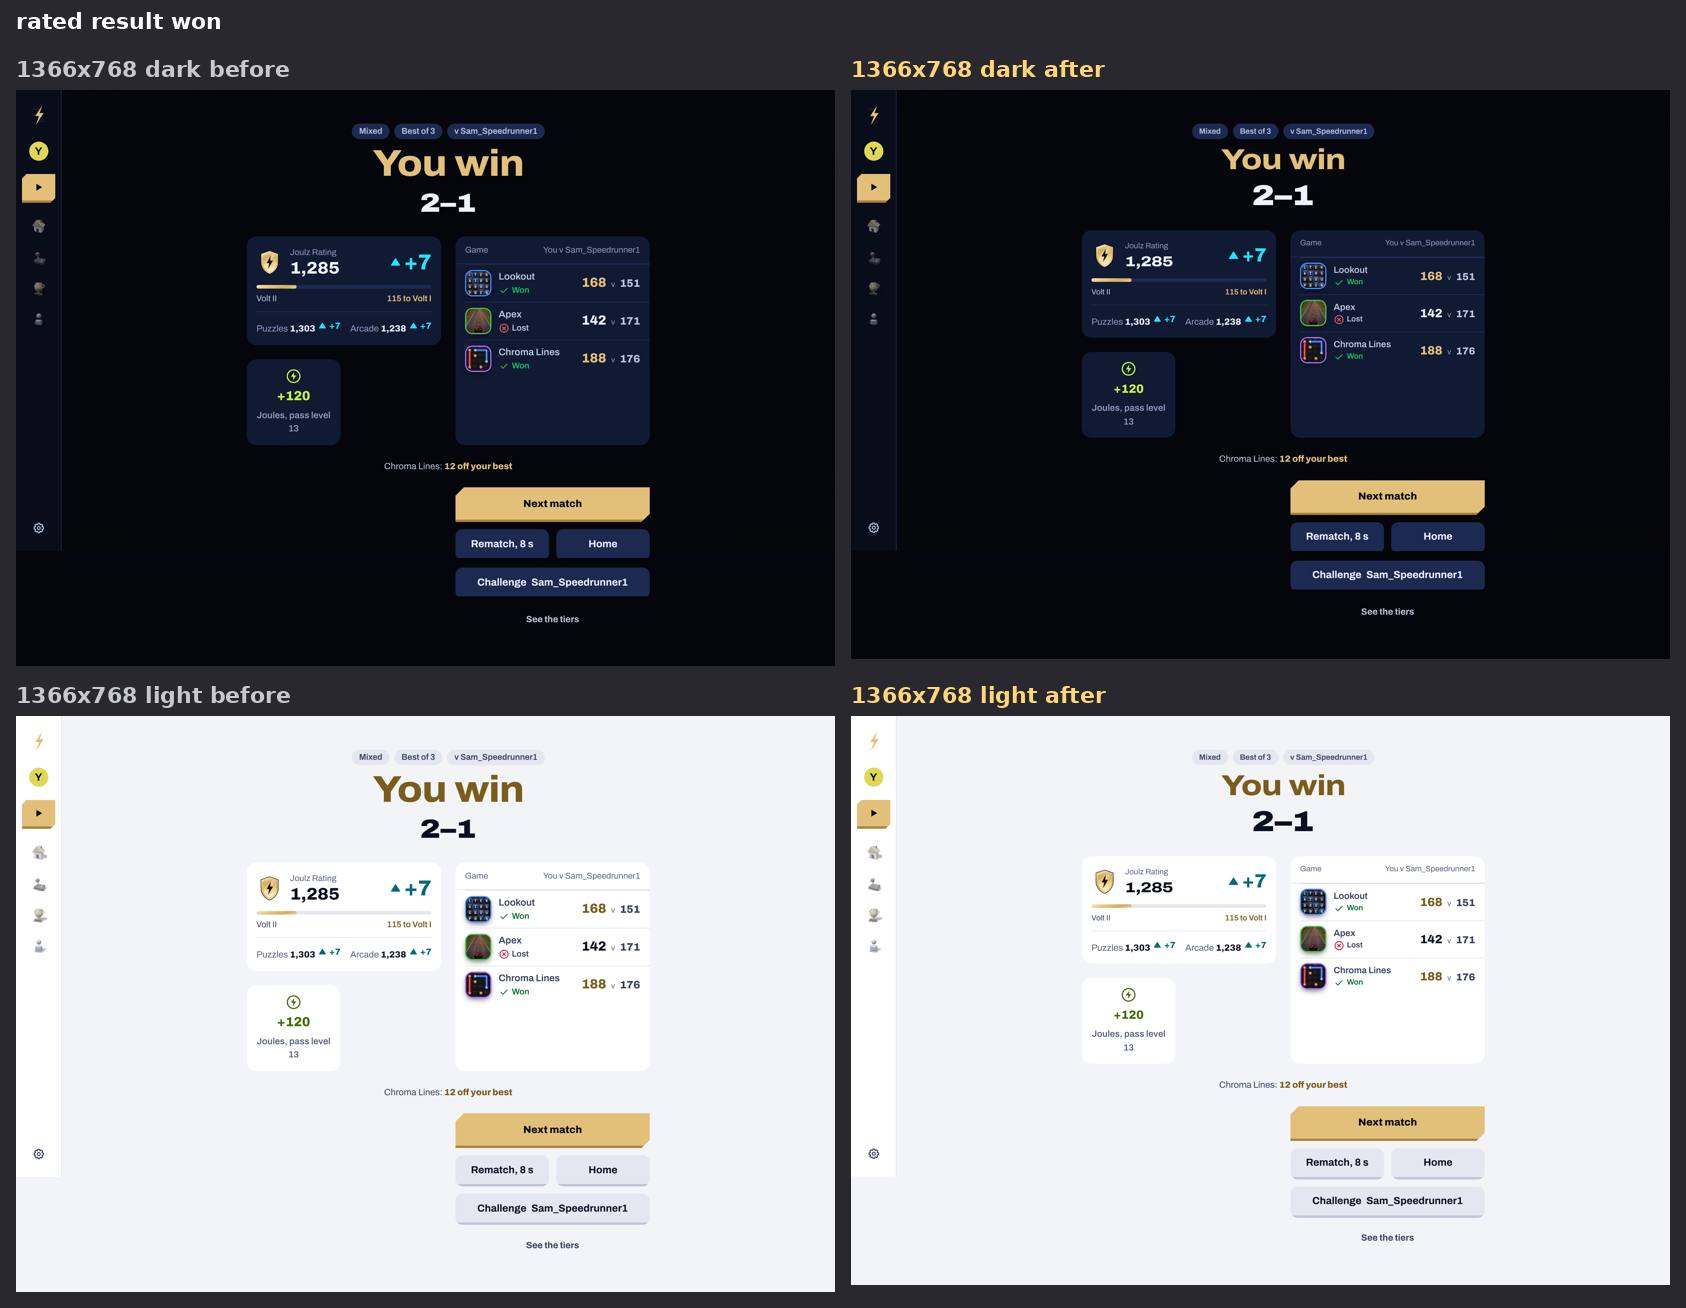 rated result won
1366x768 dark before
Y
Mixed
Best of 3
v Sam_Speedrunner1
You win
2–1
Joulz Rating
1,285
+7
Volt II
115 to Volt I
Puzzles 1,303 +7
Arcade 1,238 +7
+120
Joules, pass level
13
Game
You v Sam_Speedrunner1
Lookout
Won
168 v 151
Apex
Lost
142 v 171
Chroma Lines
Won
188 v 176
Chroma Lines: 12 off your best
Next match
Rematch, 8 s
Home
Challenge Sam_Speedrunner1
See the tiers
1366x768 dark after
Y
Mixed
Best of 3
v Sam_Speedrunner1
You win
2–1
Joulz Rating
1,285
+7
Volt II
115 to Volt I
Puzzles 1,303 +7
Arcade 1,238 +7
+120
Joules, pass level
13
Game
You v Sam_Speedrunner1
Lookout
Won
168 v 151
Apex
Lost
142 v 171
Chroma Lines
Won
188 v 176
Chroma Lines: 12 off your best
Next match
Rematch, 8 s
Home
Challenge Sam_Speedrunner1
See the tiers
1366x768 light before
Y
Mixed
Best of 3
v Sam_Speedrunner1
You win
2–1
Joulz Rating
1,285
+7
Volt II
115 to Volt I
Puzzles 1,303 +7
Arcade 1,238 +7
+120
Joules, pass level
13
Game
You v Sam_Speedrunner1
Lookout
Won
168 v 151
Apex
Lost
142 v 171
Chroma Lines
Won
188 v 176
Chroma Lines: 12 off your best
Next match
Rematch, 8 s
Home
Challenge Sam_Speedrunner1
See the tiers
1366x768 light after
Y
Mixed
Best of 3
v Sam_Speedrunner1
You win
2–1
Joulz Rating
1,285
+7
Volt II
115 to Volt I
Puzzles 1,303 +7
Arcade 1,238 +7
+120
Joules, pass level
13
Game
You v Sam_Speedrunner1
Lookout
Won
168 v 151
Apex
Lost
142 v 171
Chroma Lines
Won
188 v 176
Chroma Lines: 12 off your best
Next match
Rematch, 8 s
Home
Challenge Sam_Speedrunner1
See the tiers